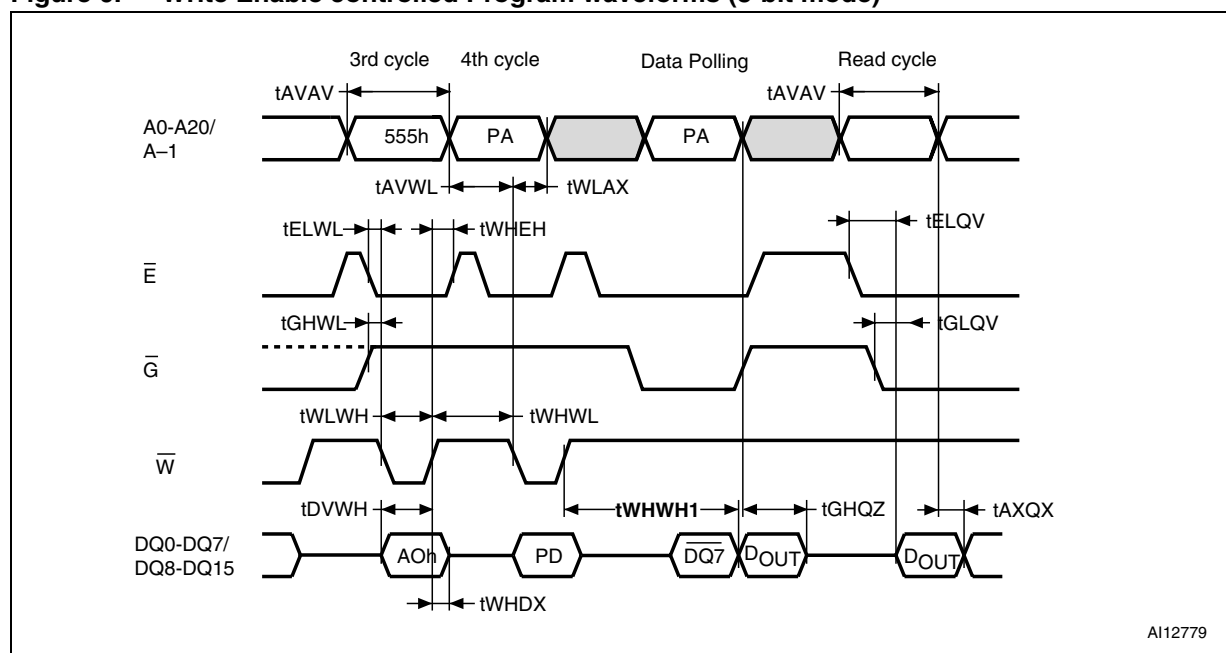 3rd cycle 4th cycle Data Polling Read cycle
tAVAV tAVAV
A0-A20/
A–1
555h PA PA
tAVWL tWLAX
tELWL tWHEH tELQV
E
tGHWL tGLQV
G
tWLWH tWHWL
W
tDVWH tWHWH1 tGHQZ tAXQX
DQ0-DQ7/
DQ8-DQ15
AOh PD DQ7 DOUT DOUT
tWHDX
AI12779